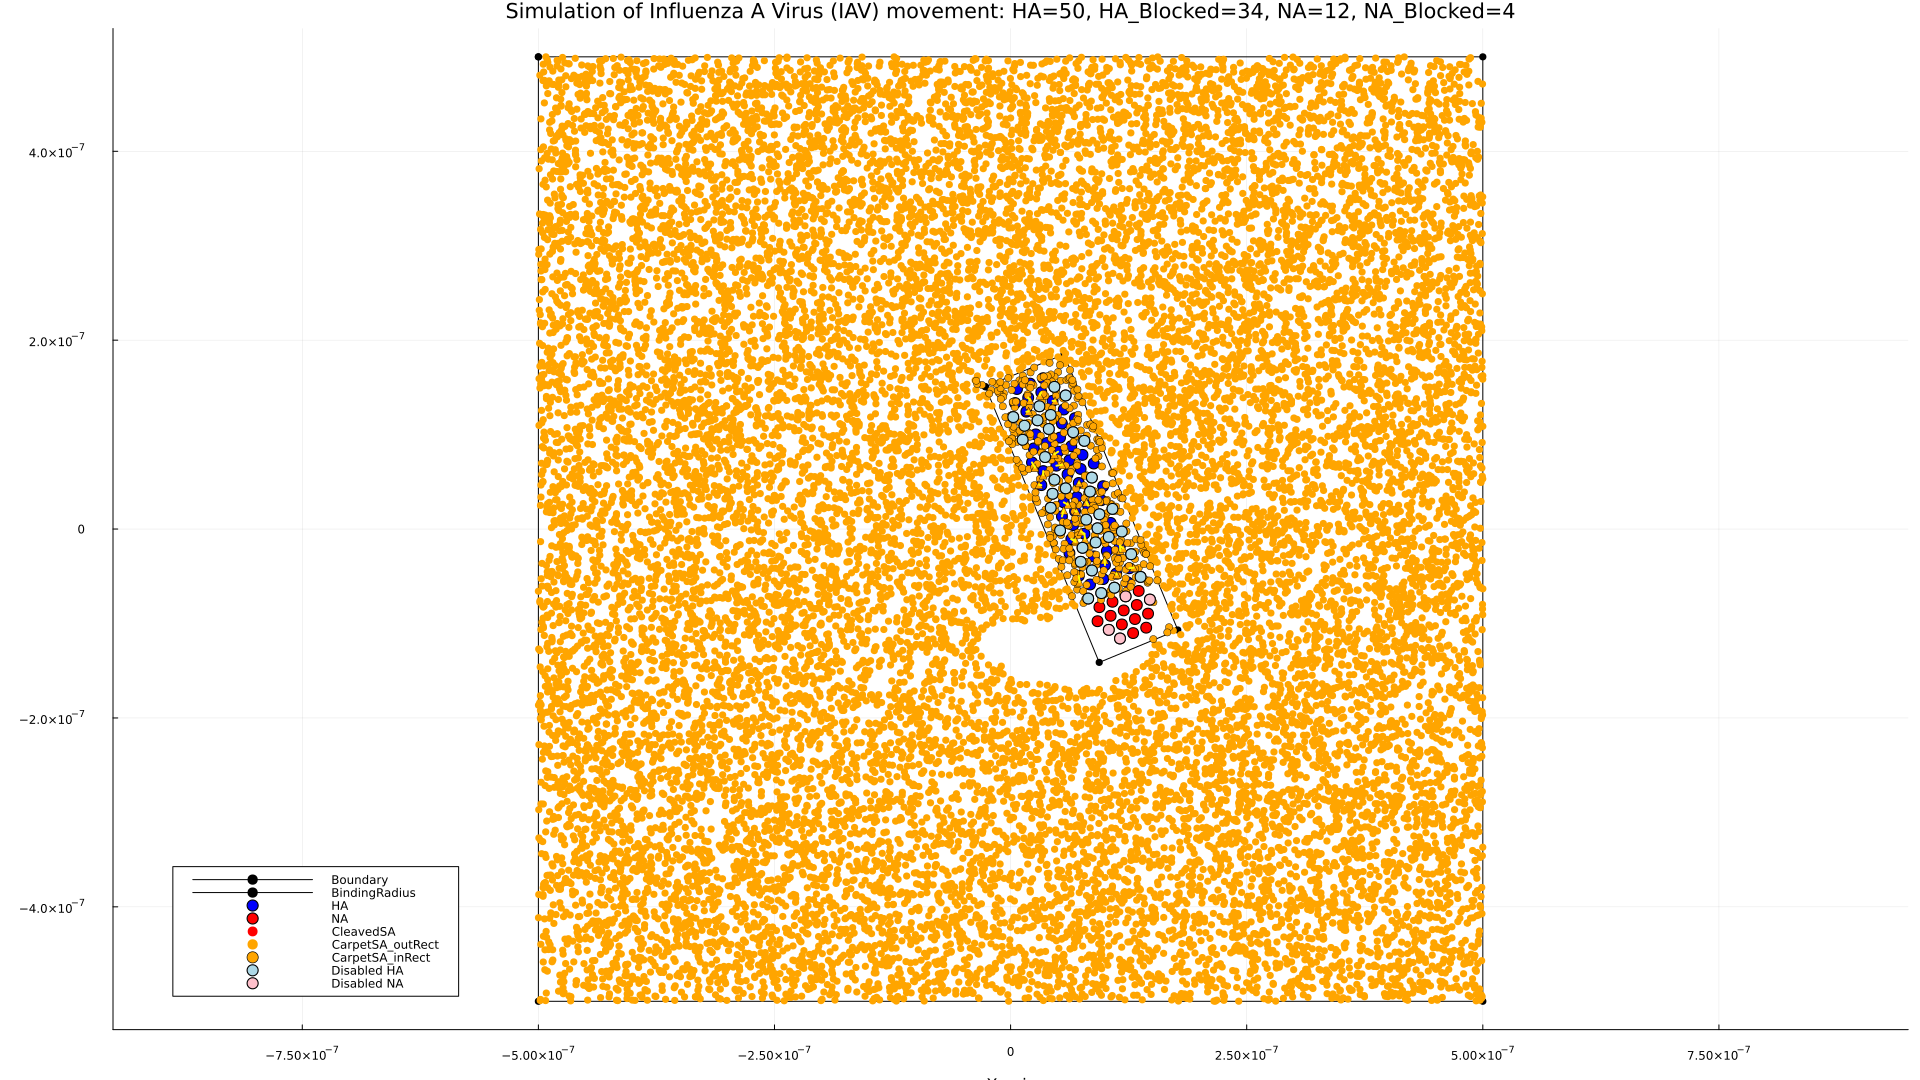 Simulation of Influenza A Virus (IAV) movement: HA=50, HA_Blocked=34, NA=12, NA_Blocked=4
4.0×10⁻⁷
2.0×10⁻⁷
0
−2.0×10⁻⁷
−4.0×10⁻⁷
Boundary
BindingRadius
HA
NA
CleavedSA
CarpetSA_outRect
CarpetSA_inRect
Disabled HA
Disabled NA
−7.50×10⁻⁷ −5.00×10⁻⁷ −2.50×10⁻⁷ 0 2.50×10⁻⁷ 5.00×10⁻⁷ 7.50×10⁻⁷